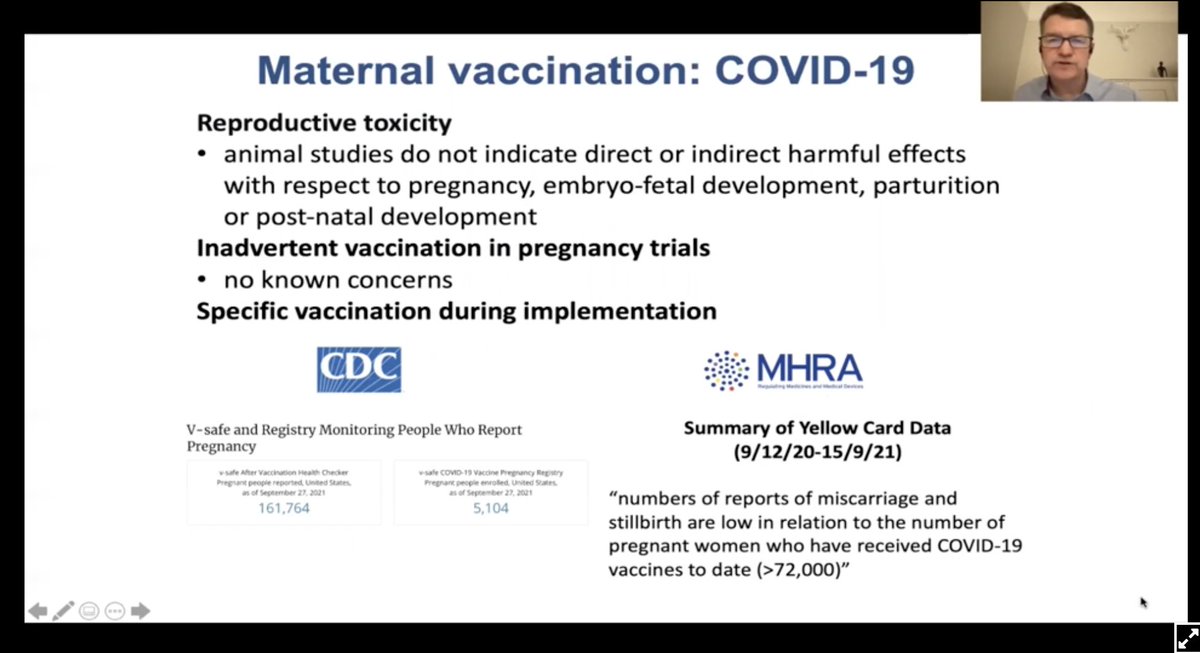 Maternal vaccination: COVID-19
Reproductive toxicity
• animal studies do not indicate direct or indirect harmful effects
with respect to pregnancy, embryo-fetal development, parturition
or post-natal development
Inadvertent vaccination in pregnancy trials
• no known concerns
Specific vaccination during implementation
CDC
V-safe and Registry Monitoring People Who Report
Pregnancy
v-safe After Vaccination Health Checker
Pregnant people reported, United States,
as of September 27, 2021
161,764
v-safe COVID-19 Vaccine Pregnancy Registry
Pregnant people enrolled, United States,
as of September 27, 2021
5,104
MHRA
Regulating Medicines and Medical Devices
Summary of Yellow Card Data
(9/12/20-15/9/21)
“numbers of reports of miscarriage and
stillbirth are low in relation to the number of
pregnant women who have received COVID-19
vaccines to date (>72,000)”